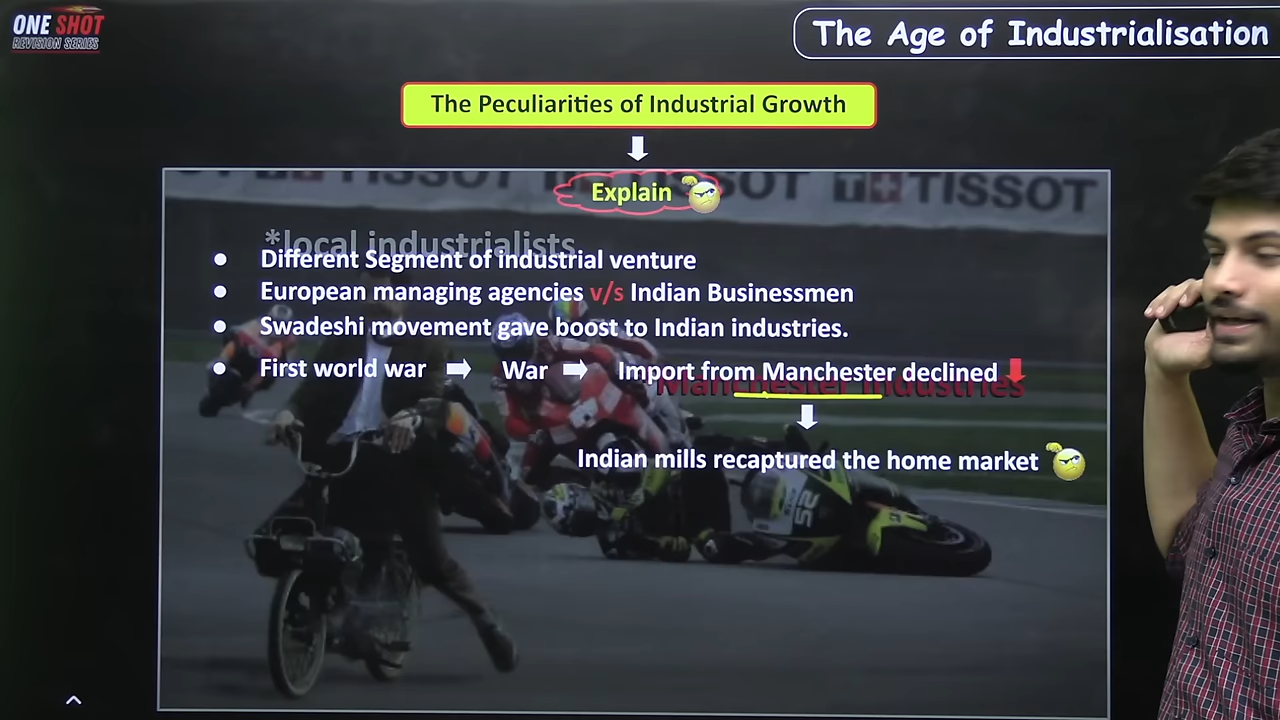 ONE SHOT
REVISION SERIES
The Age of Industrialisation
The Peculiarities of Industrial Growth
Explain
TISSOT
SOT
TISSOT
*local industrialists
● Different Segment of industrial venture
● European managing agencies v/s Indian Businessmen
● Swadeshi movement gave boost to Indian industries.
● First world war ➡ War ➡ Import from Manchester declined
Manchester Industries
Indian mills recaptured the home market
52